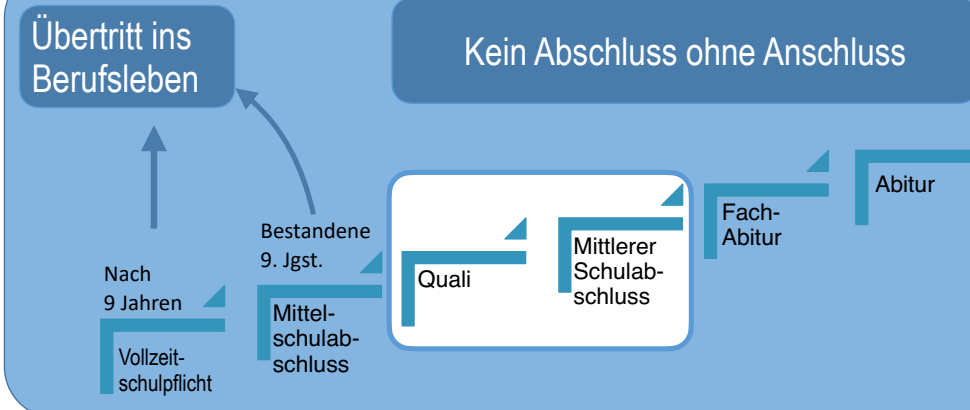 Übertritt ins
Berufsleben
Kein Abschluss ohne Anschluss
Nach
9 Jahren
Vollzeit-
schulpflicht
Bestandene
9. Jgst.
Mittel-
schulab-
schluss
Quali
Mittlerer
Schulab-
schluss
Fach-
Abitur
Abitur